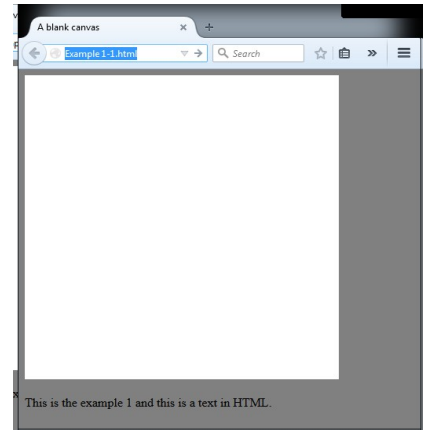 A blank canvas
Example 1-1.html
Search
This is the example 1 and this is a text in HTML.